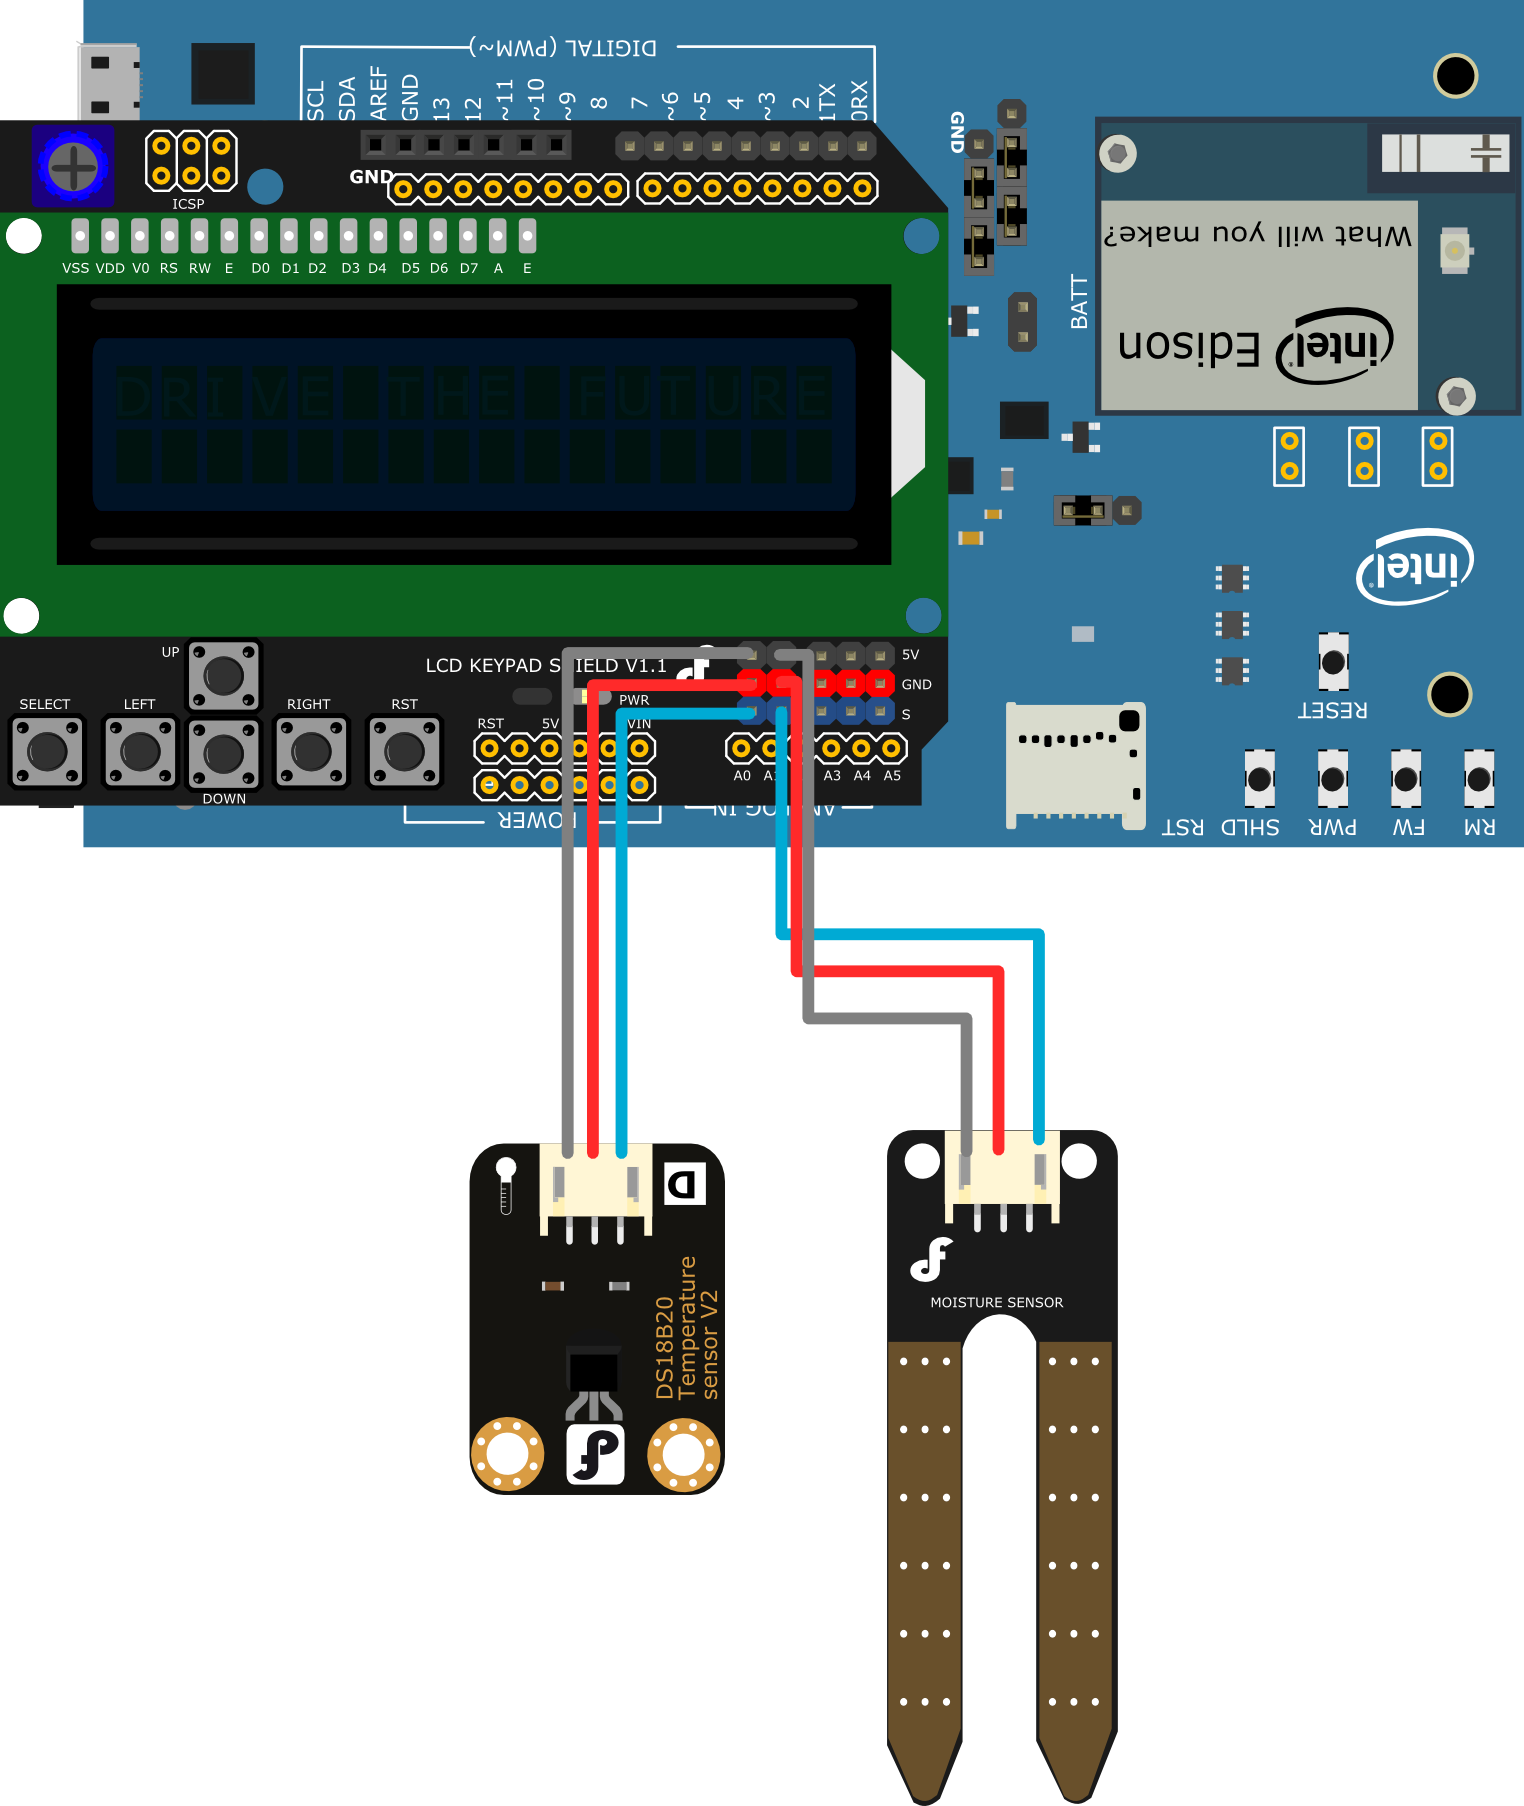 DIGITAL (PWM~)
SCL SDA AREF GND 13 12 ~11 ~10 ~9 8 7 ~6 ~5 4 ~3 2 1TX 0RX
GND
GND
ICSP
VSS VDD V0 RS RW E D0 D1 D2 D3 D4 D5 D6 D7 A E
What will you make?
BATT
intel Edison
DRIVE THE FUTURE
intel
UP
LCD KEYPAD SHIELD V1.1
5V
GND
S
SELECT LEFT RIGHT RST
PWR
RST 5V VIN
A0 A1 A3 A4 A5
DOWN
RESET
POWER
ANALOG IN
RST SHLD PWR FW RM
D
DS18B20
Temperature
sensor V2
MOISTURE SENSOR